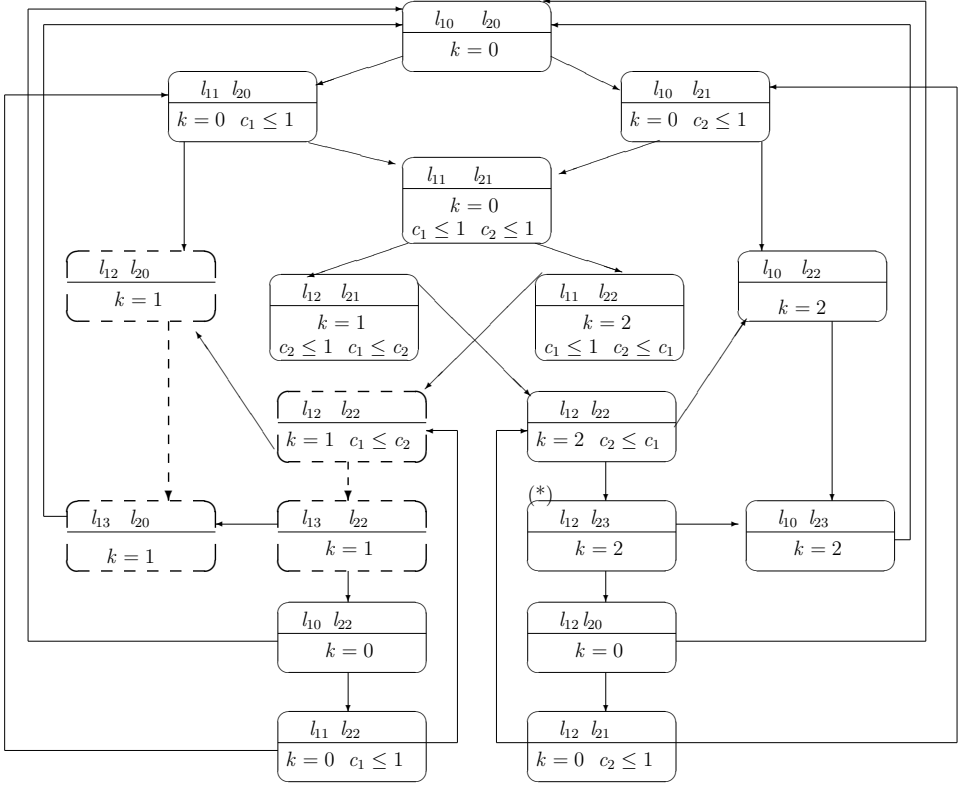 l₁₀ l₂₀
k = 0
l₁₁ l₂₀
k = 0 c₁ ≤ 1
l₁₀ l₂₁
k = 0 c₂ ≤ 1
l₁₁ l₂₁
k = 0
c₁ ≤ 1 c₂ ≤ 1
l₁₂ l₂₀
k = 1
l₁₂ l₂₁
k = 1
c₂ ≤ 1 c₁ ≤ c₂
l₁₁ l₂₂
k = 2
c₁ ≤ 1 c₂ ≤ c₁
l₁₀ l₂₂
k = 2
l₁₂ l₂₂
k = 1 c₁ ≤ c₂
l₁₂ l₂₂
k = 2 c₂ ≤ c₁
l₁₃ l₂₀
k = 1
l₁₃ l₂₂
k = 1
(*)
l₁₂ l₂₃
k = 2
l₁₀ l₂₃
k = 2
l₁₀ l₂₂
k = 0
l₁₂ l₂₀
k = 0
l₁₁ l₂₂
k = 0 c₁ ≤ 1
l₁₂ l₂₁
k = 0 c₂ ≤ 1